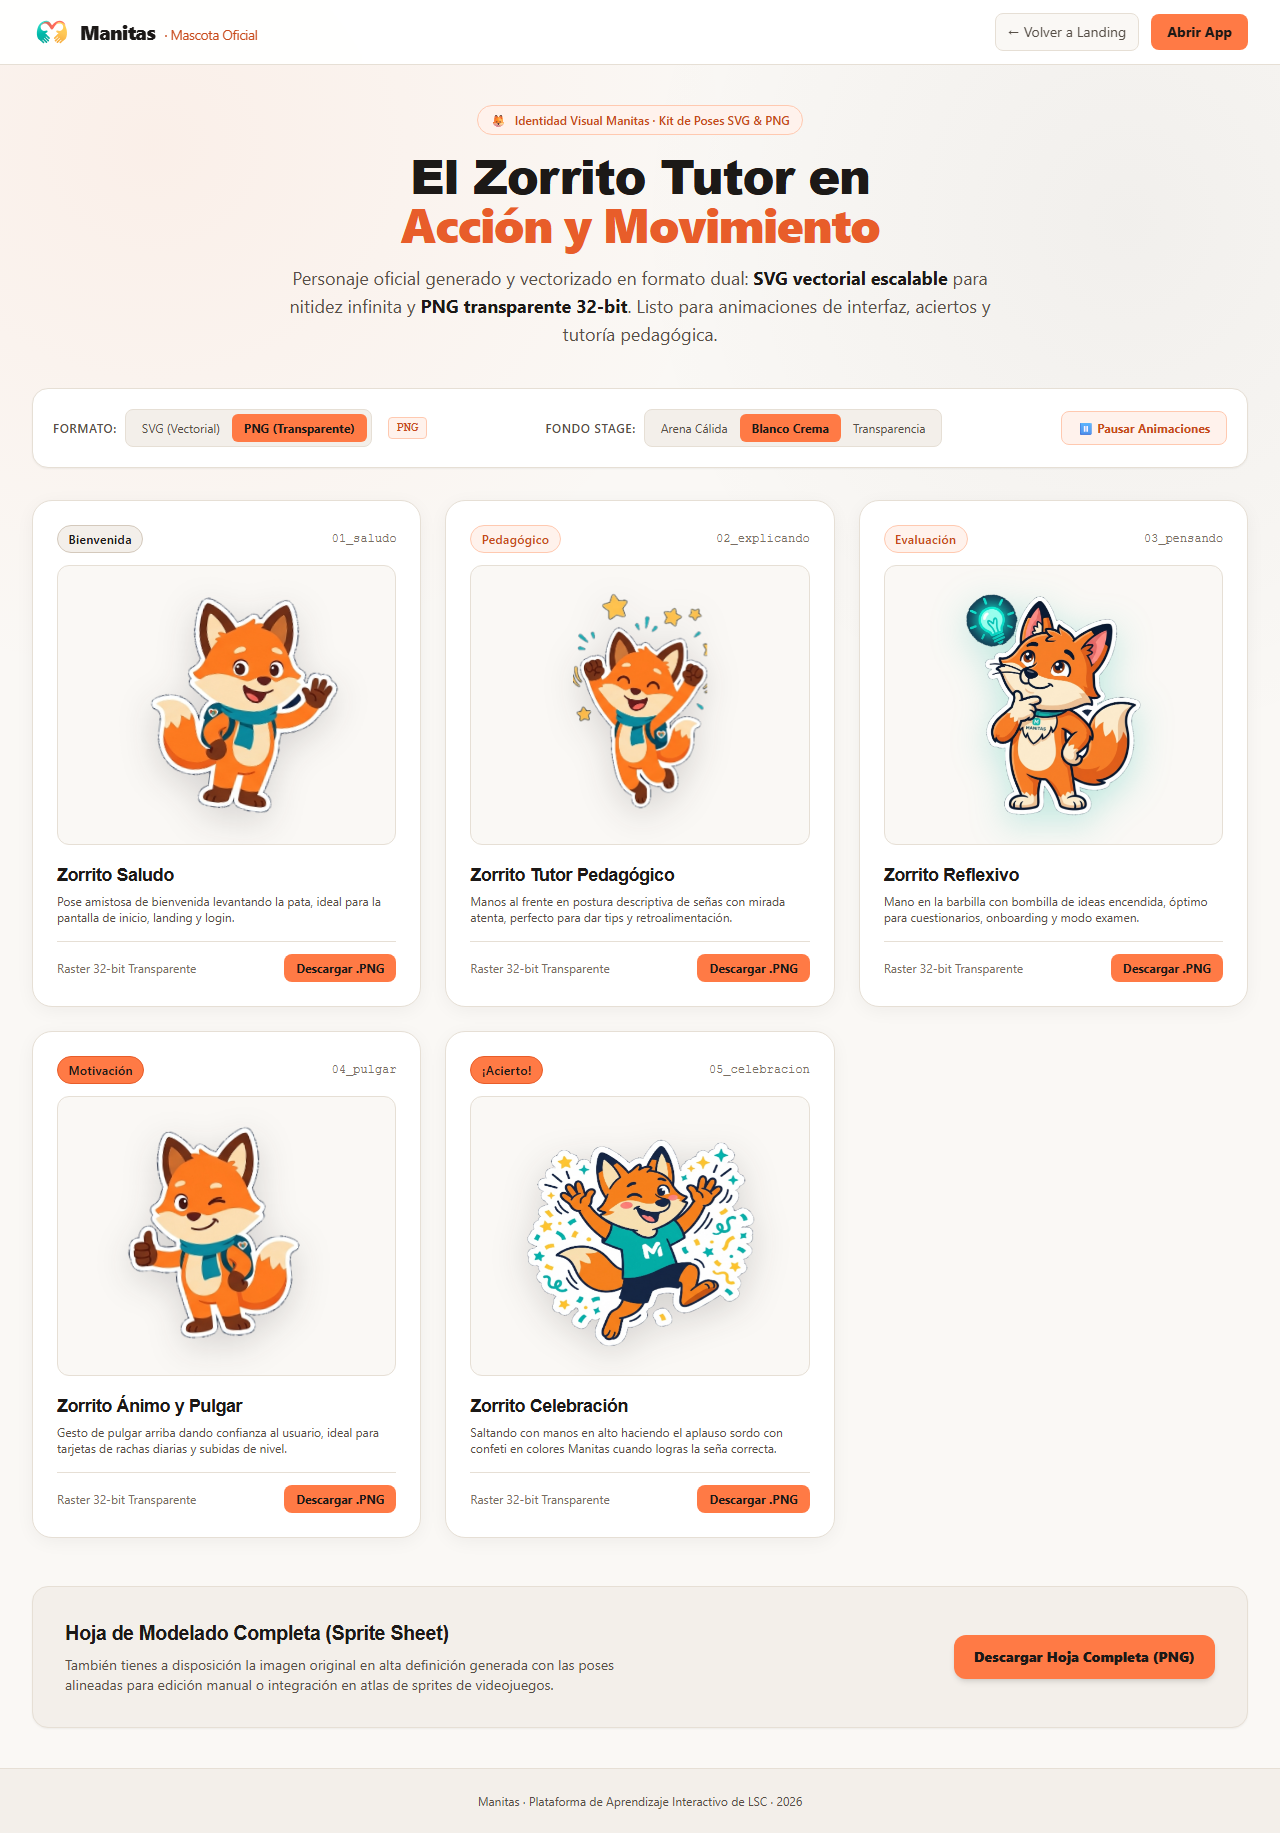 Manitas · Mascota Oficial
← Volver a Landing
Abrir App
Identidad Visual Manitas · Kit de Poses SVG & PNG
El Zorrito Tutor en
Acción y Movimiento
Personaje oficial generado y vectorizado en formato dual: SVG vectorial escalable para
nitidez infinita y PNG transparente 32-bit. Listo para animaciones de interfaz, aciertos y
tutoría pedagógica.
FORMATO: SVG (Vectorial) PNG (Transparente) PNG
FONDO STAGE: Arena Cálida Blanco Crema Transparencia
Pausar Animaciones
Bienvenida 01_saludo
Zorrito Saludo
Pose amistosa de bienvenida levantando la pata, ideal para la
pantalla de inicio, landing y login.
Raster 32-bit Transparente Descargar .PNG
Pedagógico 02_explicando
Zorrito Tutor Pedagógico
Manos al frente en postura descriptiva de señas con mirada
atenta, perfecto para dar tips y retroalimentación.
Raster 32-bit Transparente Descargar .PNG
Evaluación 03_pensando
MANITAS
Zorrito Reflexivo
Mano en la barbilla con bombilla de ideas encendida, óptimo
para cuestionarios, onboarding y modo examen.
Raster 32-bit Transparente Descargar .PNG
Motivación 04_pulgar
Zorrito Ánimo y Pulgar
Gesto de pulgar arriba dando confianza al usuario, ideal para
tarjetas de rachas diarias y subidas de nivel.
Raster 32-bit Transparente Descargar .PNG
¡Acierto! 05_celebracion
M
Zorrito Celebración
Saltando con manos en alto haciendo el aplauso sordo con
confeti en colores Manitas cuando logras la seña correcta.
Raster 32-bit Transparente Descargar .PNG
Hoja de Modelado Completa (Sprite Sheet)
También tienes a disposición la imagen original en alta definición generada con las poses
alineadas para edición manual o integración en atlas de sprites de videojuegos.
Descargar Hoja Completa (PNG)
Manitas · Plataforma de Aprendizaje Interactivo de LSC · 2026